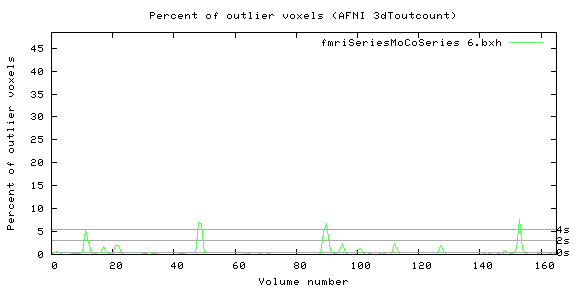 Percent of outlier voxels (AFNI 3dToutcount)
fmriSeriesMoCoSeries 6.bxh
Percent of outlier voxels
45
40
35
30
25
20
15
10
5
0
4s
2s
0s
0 20 40 60 80 100 120 140 160
Volume number